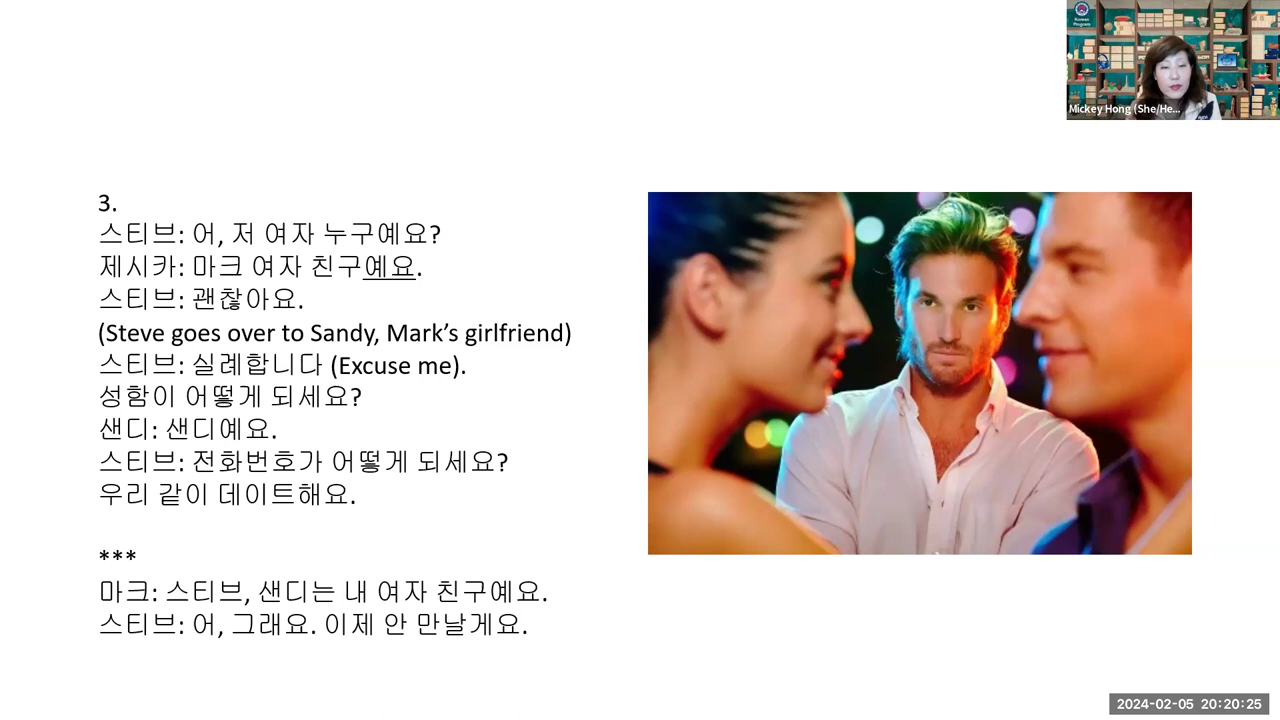 Korean
Program
Mickey Hong (She/He...
3.
스티브: 어, 저 여자 누구예요?
제시카: 마크 여자 친구예요.
스티브: 괜찮아요.
(Steve goes over to Sandy, Mark's girlfriend)
스티브: 실례합니다 (Excuse me).
성함이 어떻게 되세요?
샌디: 샌디예요.
스티브: 전화번호가 어떻게 되세요?
우리 같이 데이트해요.
***
마크: 스티브, 샌디는 내 여자 친구예요.
스티브: 어, 그래요. 이제 안 만날게요.
2024-02-05 20:20:25